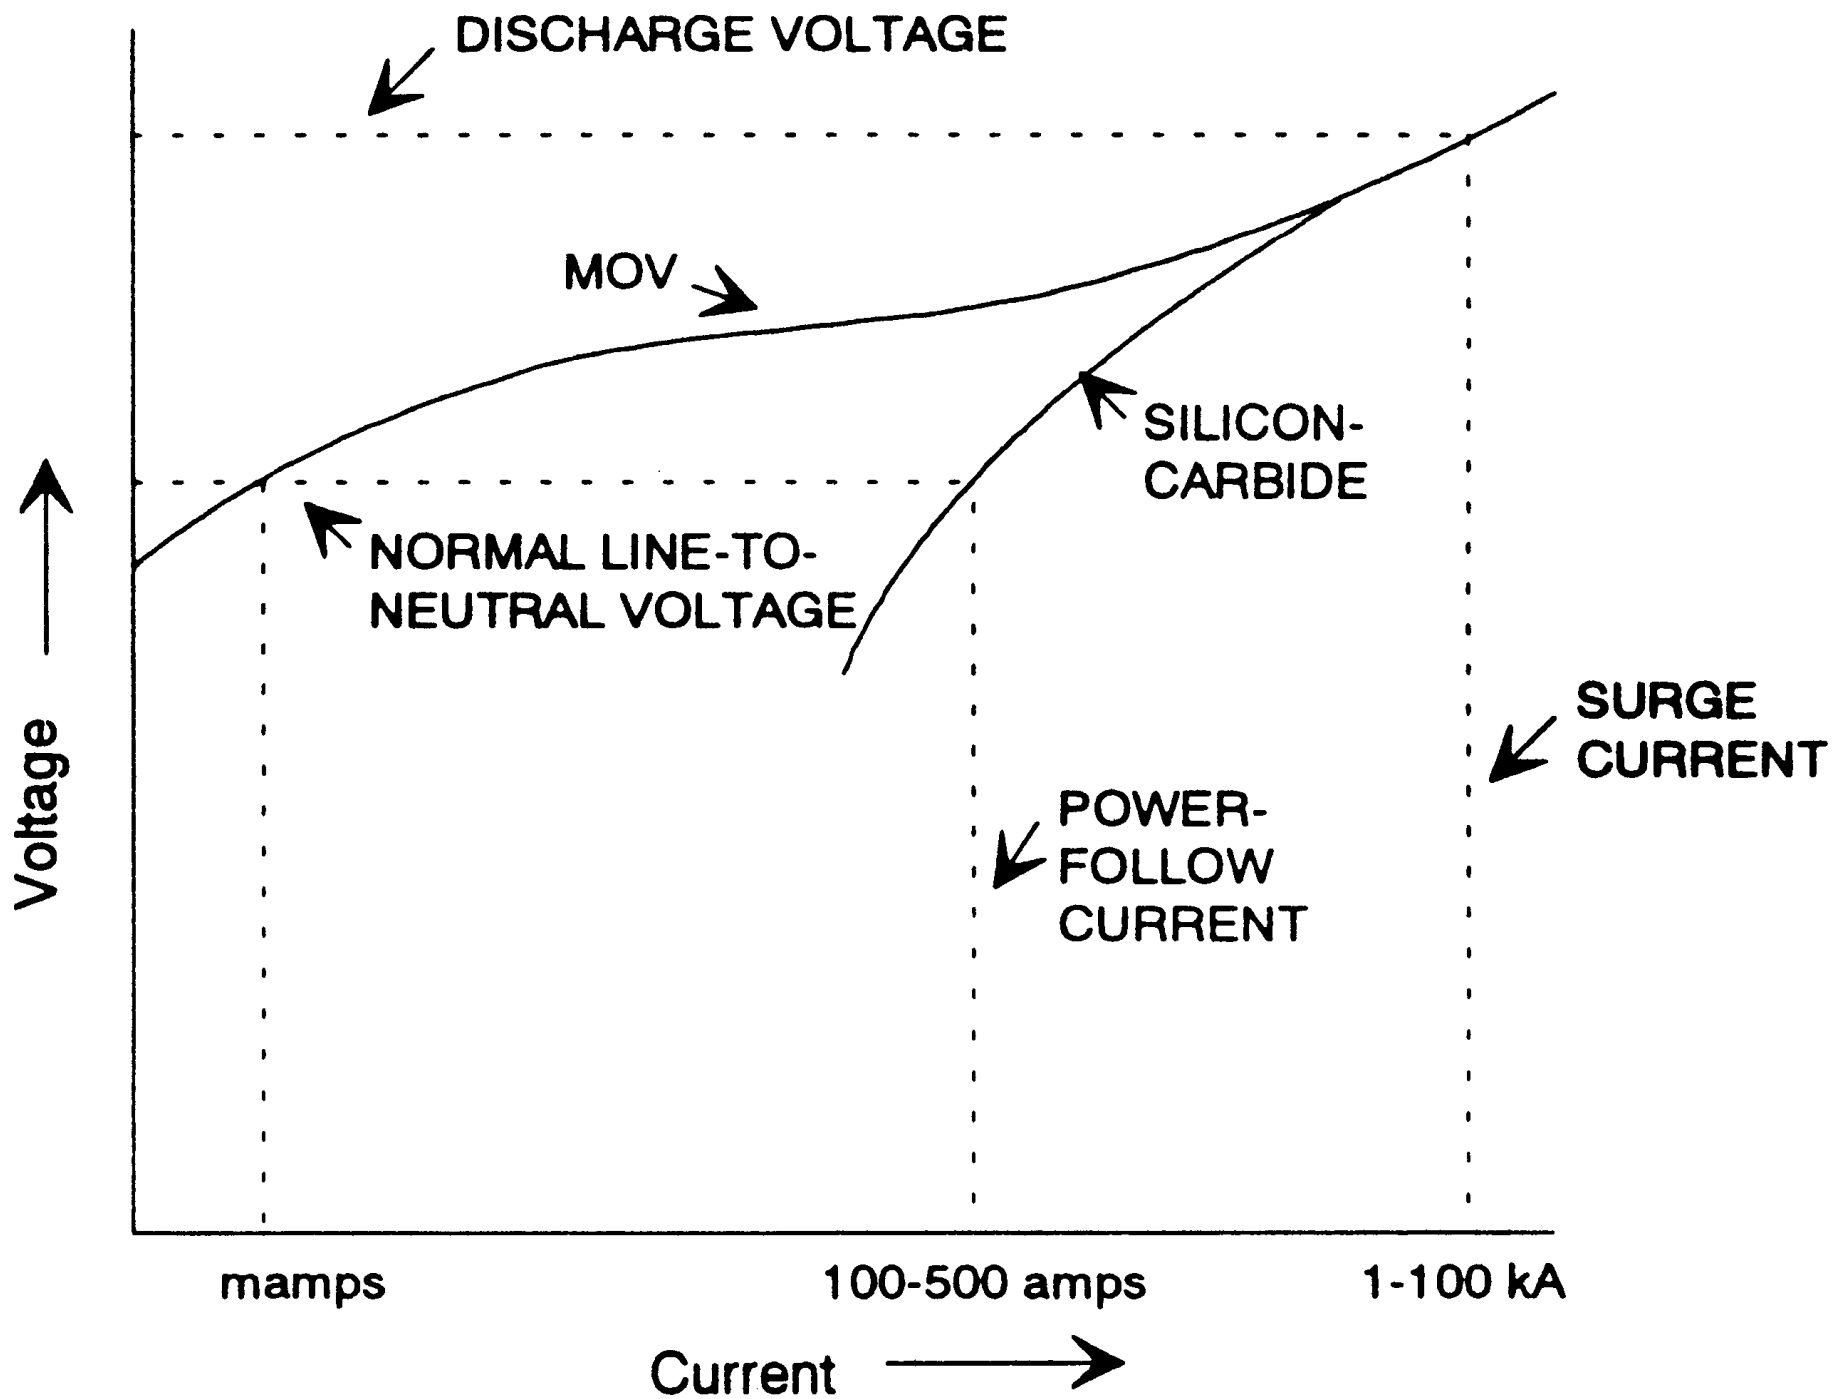 DISCHARGE VOLTAGE
MOV
SILICON-
CARBIDE
NORMAL LINE-TO-
NEUTRAL VOLTAGE
SURGE
CURRENT
POWER-
FOLLOW
CURRENT
Voltage
mamps
100-500 amps
1-100 kA
Current